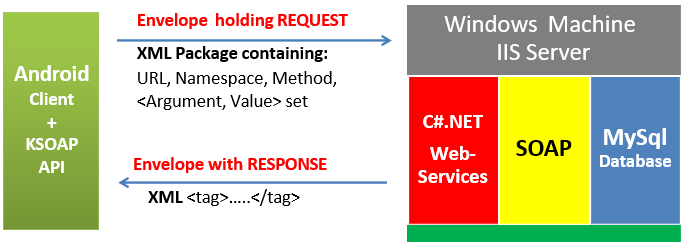 Android
Client
+
KSOAP
API
Envelope holding REQUEST
XML Package containing:
URL, Namespace, Method,
<Argument, Value> set
Envelope with RESPONSE
XML <tag>.....</tag>
Windows Machine
IIS Server
C#.NET
Web-
Services
SOAP
MySql
Database